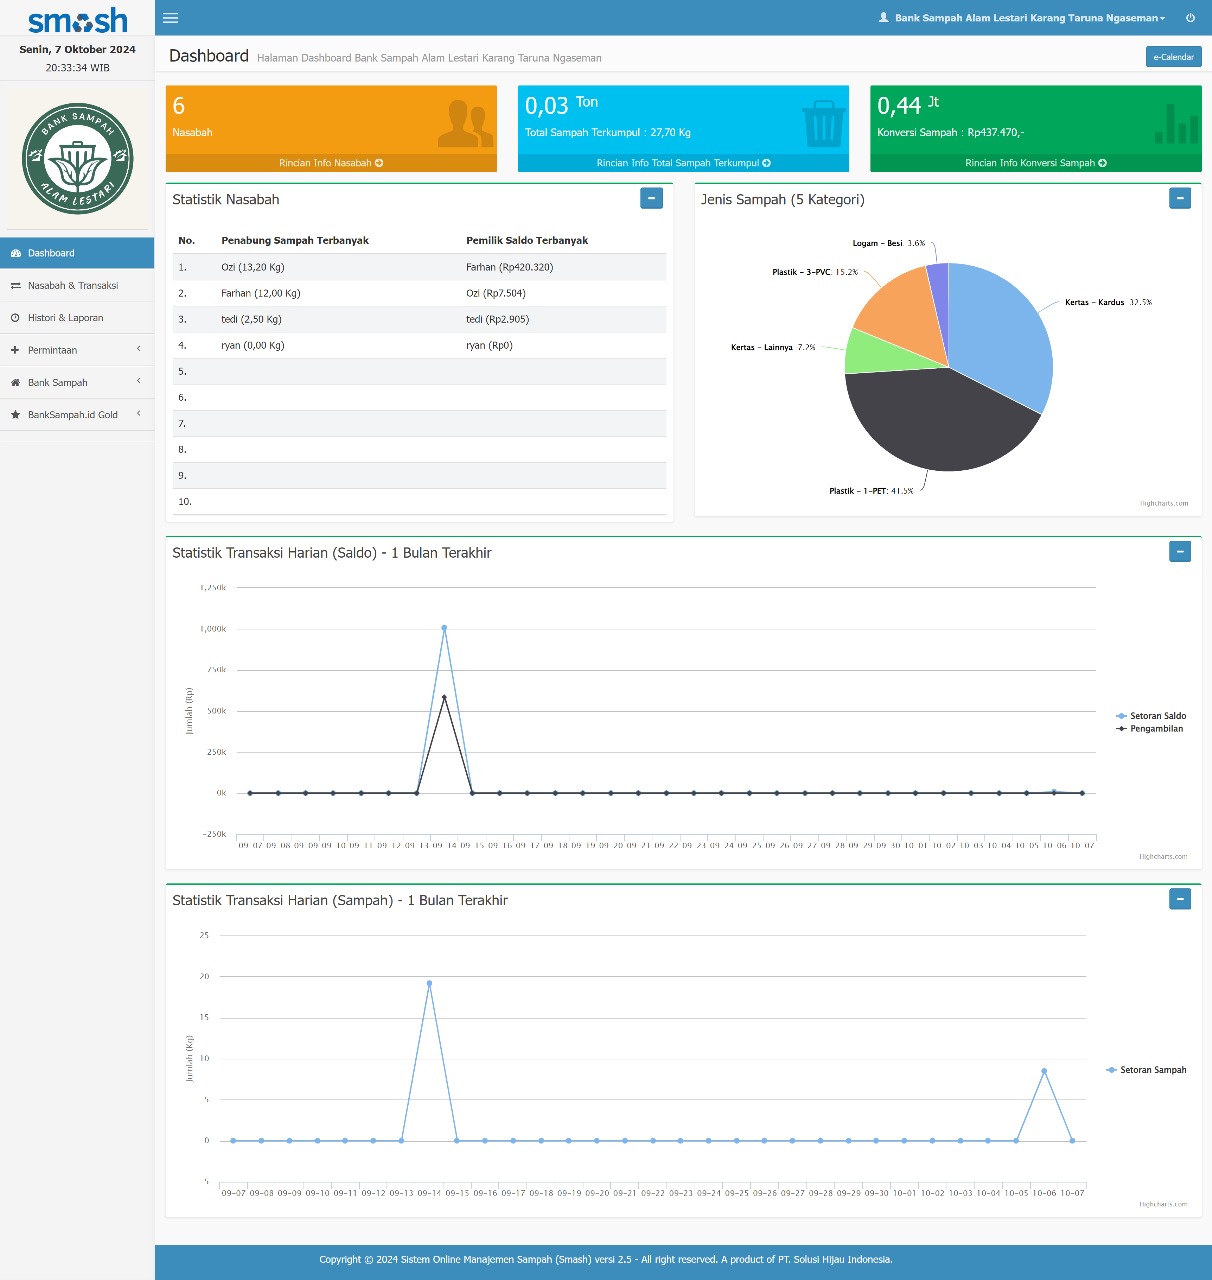 smash
Senin, 7 Oktober 2024
20:33:34 WIB
BANK SAMPAH
ALAM LESTARI
Dashboard
Nasabah & Transaksi
Histori & Laporan
Permintaan
Bank Sampah
BankSampah.id Gold
Bank Sampah Alam Lestari Karang Taruna Ngaseman
Dashboard Halaman Dashboard Bank Sampah Alam Lestari Karang Taruna Ngaseman
e-Calendar
6
Nasabah
Rincian Info Nasabah
0,03 Ton
Total Sampah Terkumpul : 27,70 Kg
Rincian Info Total Sampah Terkumpul
0,44 Jt
Konversi Sampah : Rp437.470,-
Rincian Info Konversi Sampah
Statistik Nasabah
No. Penabung Sampah Terbanyak Pemilik Saldo Terbanyak
1. Ozi (13,20 Kg) Farhan (Rp420.320)
2. Farhan (12,00 Kg) Ozi (Rp7.504)
3. tedi (2,50 Kg) tedi (Rp2.905)
4. ryan (0,00 Kg) ryan (Rp0)
5.
6.
7.
8.
9.
10.
Jenis Sampah (5 Kategori)
Logam - Besi: 3.6%
Plastik - 3-PVC: 15.2%
Kertas - Kardus: 32.5%
Kertas - Lainnya: 7.2%
Plastik - 1-PET: 41.5%
Highcharts.com
Statistik Transaksi Harian (Saldo) - 1 Bulan Terakhir
1,250k
1,000k
750k
500k
250k
0k
-250k
Jumlah (Rp)
09-07 09-08 09-09 09-10 09-11 09-12 09-13 09-14 09-15 09-16 09-17 09-18 09-19 09-20 09-21 09-22 09-23 09-24 09-25 09-26 09-27 09-28 09-29 09-30 10-01 10-02 10-03 10-04 10-05 10-06 10-07
Setoran Saldo
Pengambilan
Highcharts.com
Statistik Transaksi Harian (Sampah) - 1 Bulan Terakhir
25
20
15
10
5
0
-5
Jumlah (Kg)
09-07 09-08 09-09 09-10 09-11 09-12 09-13 09-14 09-15 09-16 09-17 09-18 09-19 09-20 09-21 09-22 09-23 09-24 09-25 09-26 09-27 09-28 09-29 09-30 10-01 10-02 10-03 10-04 10-05 10-06 10-07
Setoran Sampah
Highcharts.com
Copyright © 2024 Sistem Online Manajemen Sampah (Smash) versi 2.5 - All right reserved. A product of PT. Solusi Hijau Indonesia.